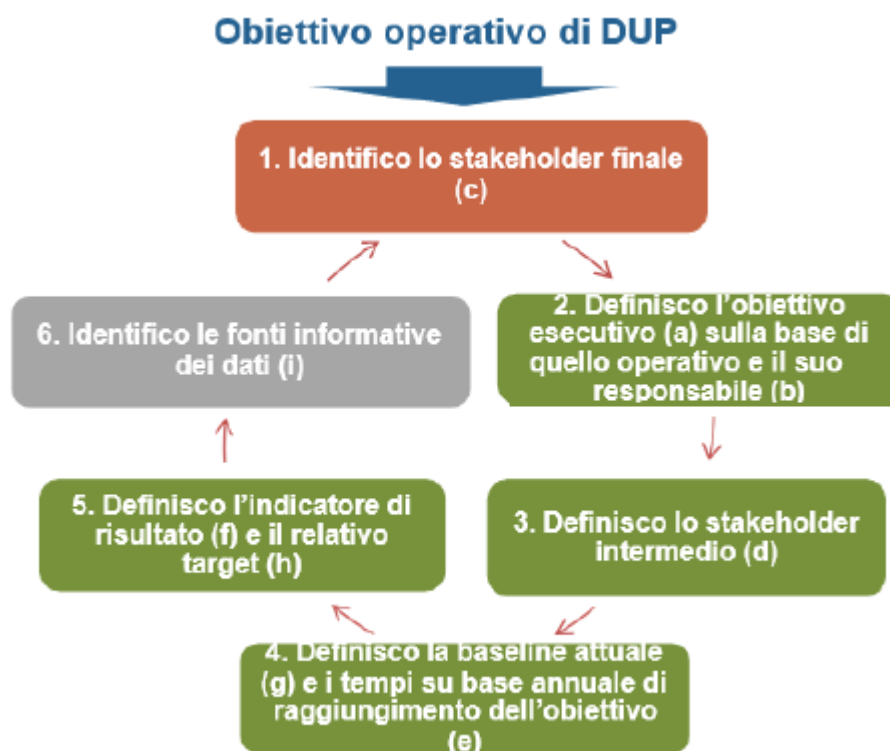 Obiettivo operativo di DUP
1. Identifico lo stakeholder finale
(c)
2. Definisco l'obiettivo
esecutivo (a) sulla base di
quello operativo e il suo
responsabile (b)
3. Definisco lo stakeholder
intermedio (d)
4. Definisco la baseline attuale
(g) e i tempi su base annuale di
raggiungimento dell'obiettivo
(e)
5. Definisco l'indicatore di
risultato (f) e il relativo
target (h)
6. Identifico le fonti informative
dei dati (i)